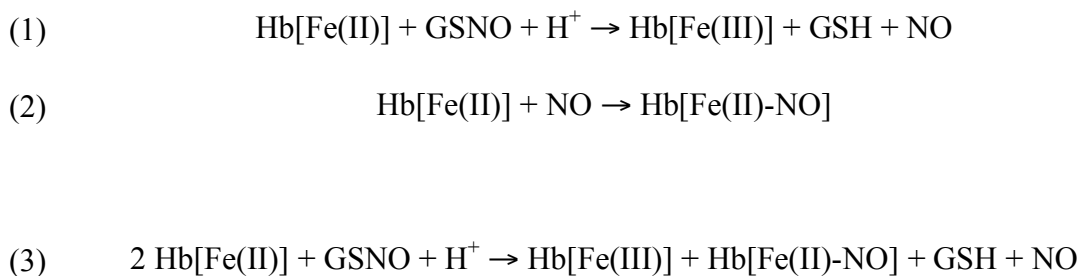 (1) Hb[Fe(II)] + GSNO + H⁺ → Hb[Fe(III)] + GSH + NO
(2) Hb[Fe(II)] + NO → Hb[Fe(II)-NO]
(3) 2 Hb[Fe(II)] + GSNO + H⁺ → Hb[Fe(III)] + Hb[Fe(II)-NO] + GSH + NO